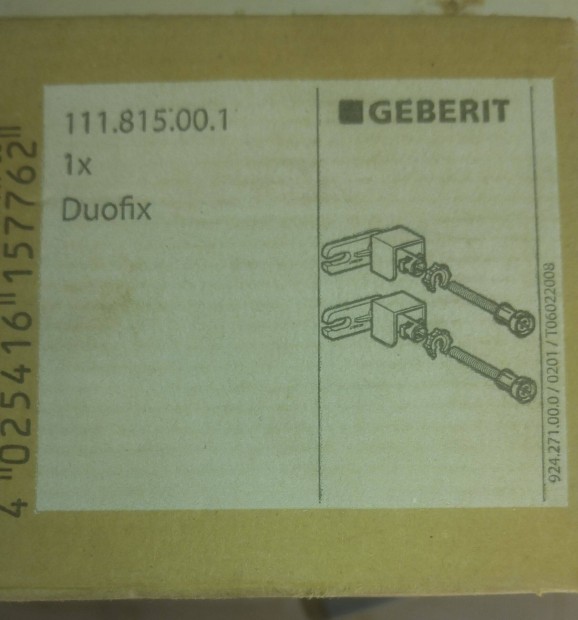 111.815.00.1
1x
Duofix
GEBERIT
924.271.00.0 / 0201 / T06022008
4 "025416"157762"